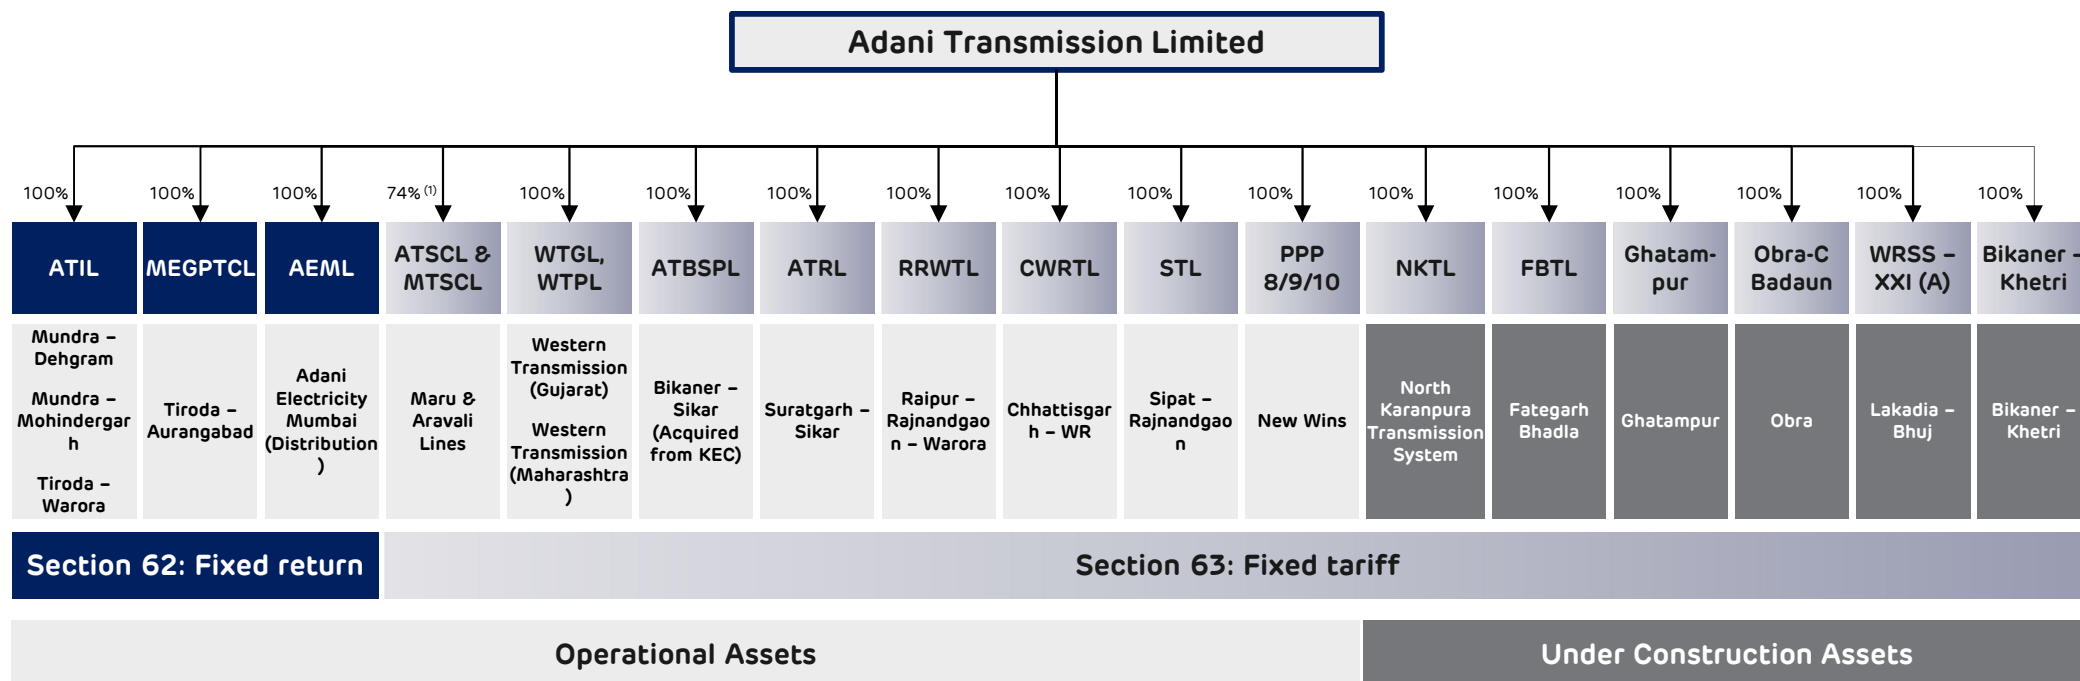 Adani Transmission Limited
100%
100%
100%
74% (1)
100%
100%
100%
100%
100%
100%
100%
100%
100%
100%
100%
100%
100%
ATIL
MEGPTCL
AEML
ATSCL &
MTSCL
WTGL,
WTPL
ATBSPL
ATRL
RRWTL
CWRTL
STL
PPP
8/9/10
NKTL
FBTL
Ghatam-
pur
Obra-C
Badaun
WRSS –
XXI (A)
Bikaner –
Khetri
Mundra –
Dehgram
Mundra –
Mohindergar
h
Tiroda –
Warora
Tiroda –
Aurangabad
Adani
Electricity
Mumbai
(Distribution
)
Maru &
Aravali
Lines
Western
Transmission
(Gujarat)
Western
Transmission
(Maharashtra
)
Bikaner –
Sikar
(Acquired
from KEC)
Suratgarh –
Sikar
Raipur –
Rajnandgao
n – Warora
Chhattisgar
h – WR
Sipat –
Rajnandgao
n
New Wins
North
Karanpura
Transmission
System
Fategarh
Bhadla
Ghatampur
Obra
Lakadia –
Bhuj
Bikaner –
Khetri
Section 62: Fixed return
Section 63: Fixed tariff
Operational Assets
Under Construction Assets